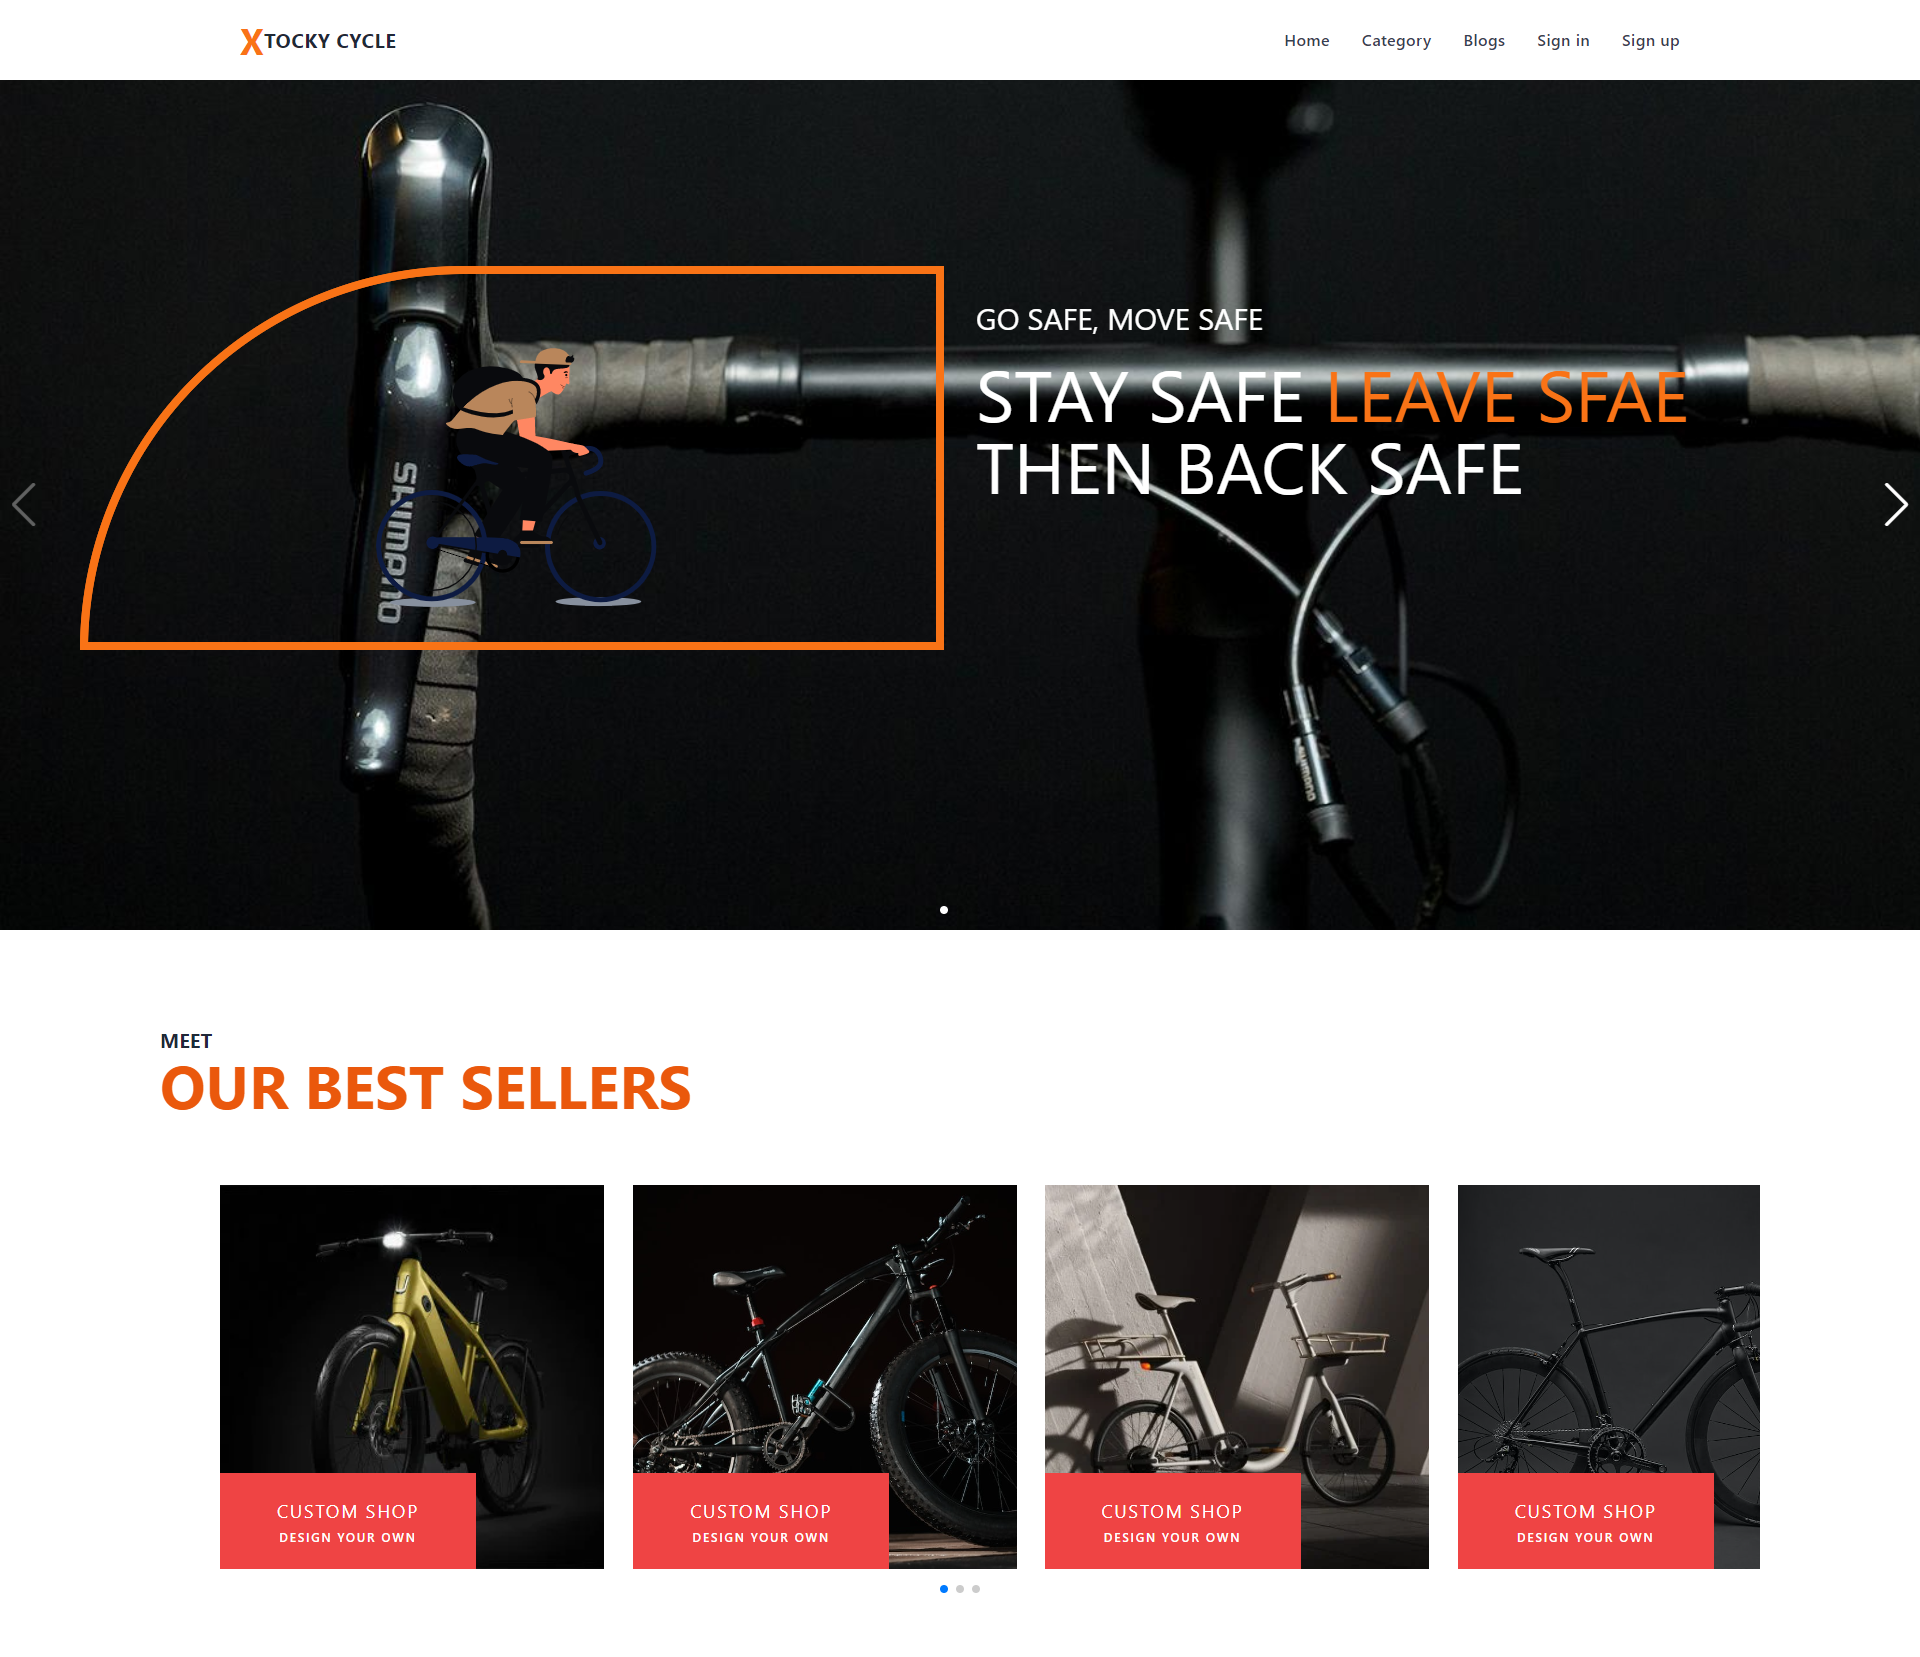 XTOCKY CYCLE
Home Category Blogs Sign in Sign up
GO SAFE, MOVE SAFE
STAY SAFE LEAVE SFAE
THEN BACK SAFE
SHIMANO
SHIMANO
MEET
OUR BEST SELLERS
CUSTOM SHOP
DESIGN YOUR OWN
CUSTOM SHOP
DESIGN YOUR OWN
CUSTOM SHOP
DESIGN YOUR OWN
CUSTOM SHOP
DESIGN YOUR OWN